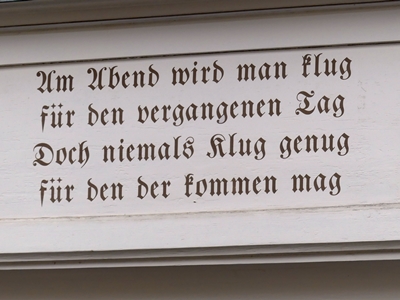 Am Abend wird man klug
für den vergangenen Tag
Doch niemals Klug genug
für den der kommen mag